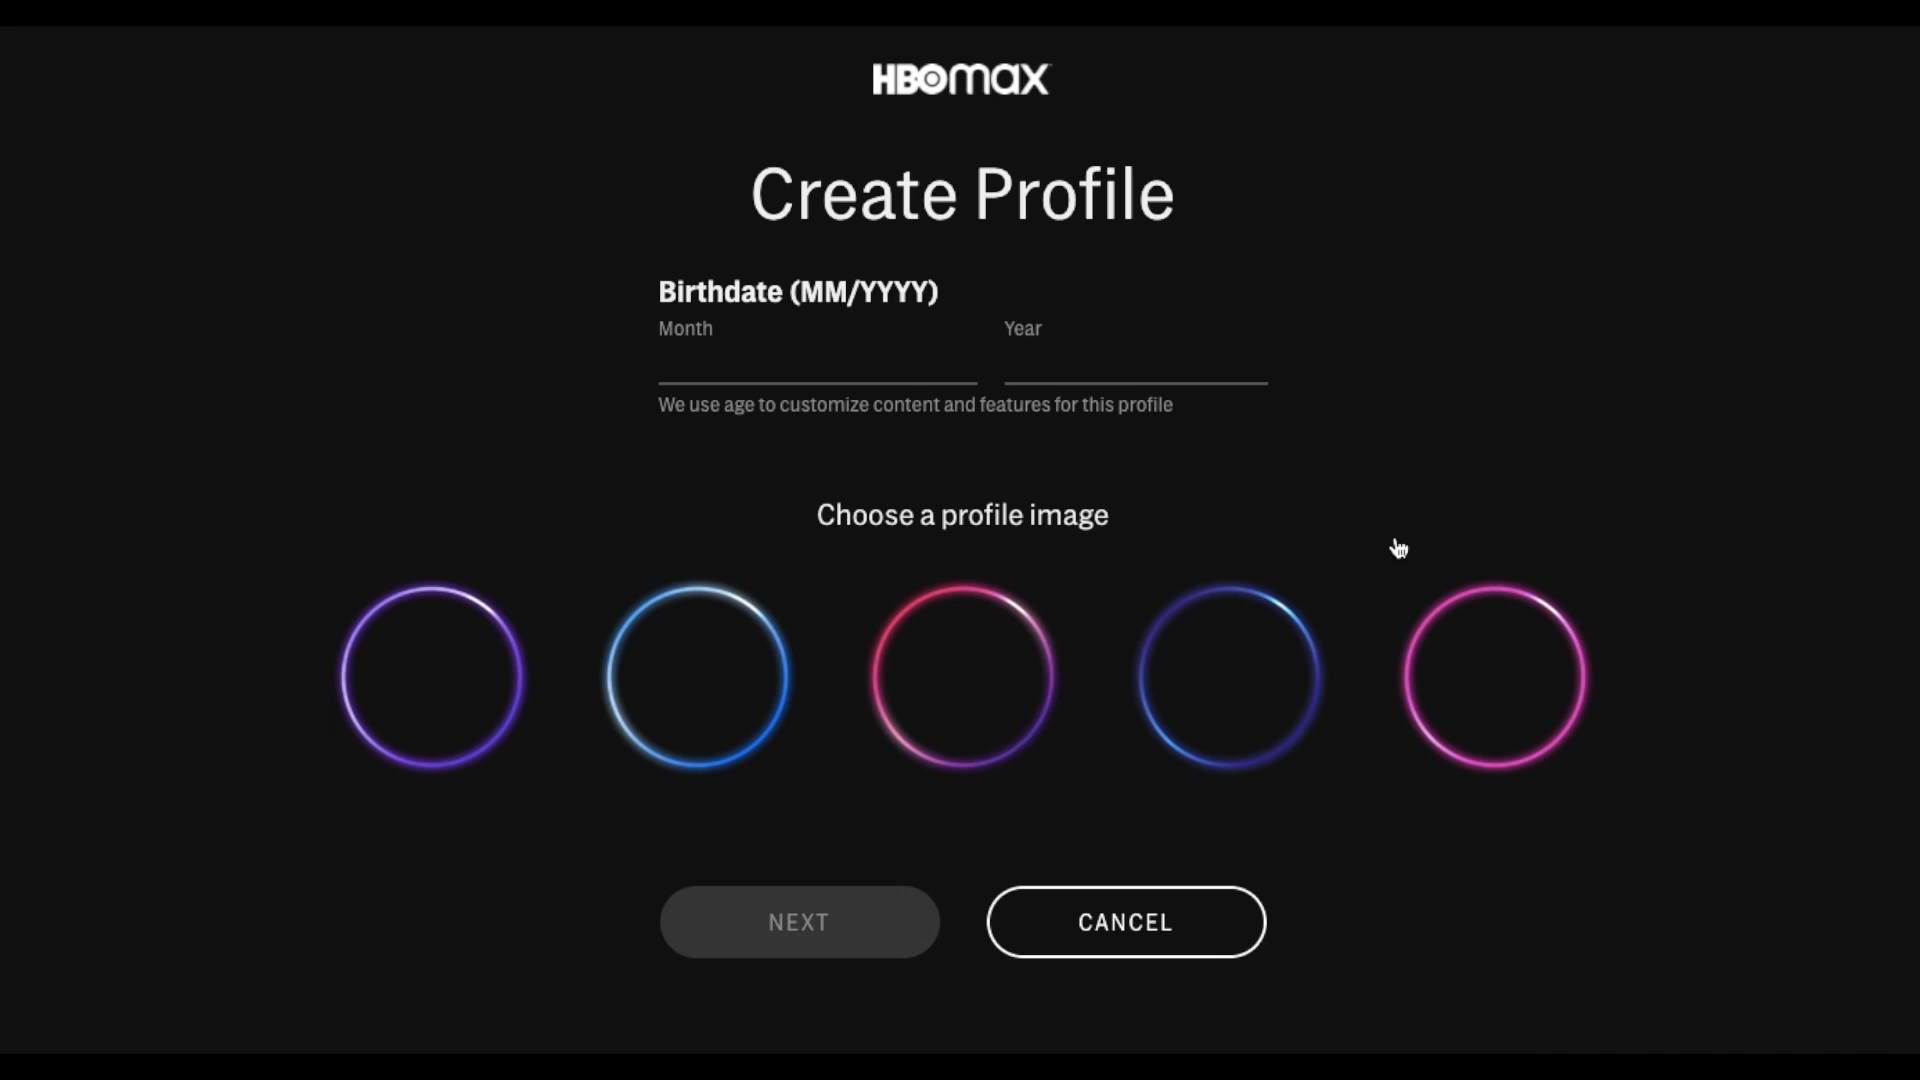 HBOmax
Create Profile
Birthdate (MM/YYYY)
Month Year
We use age to customize content and features for this profile
Choose a profile image
NEXT CANCEL